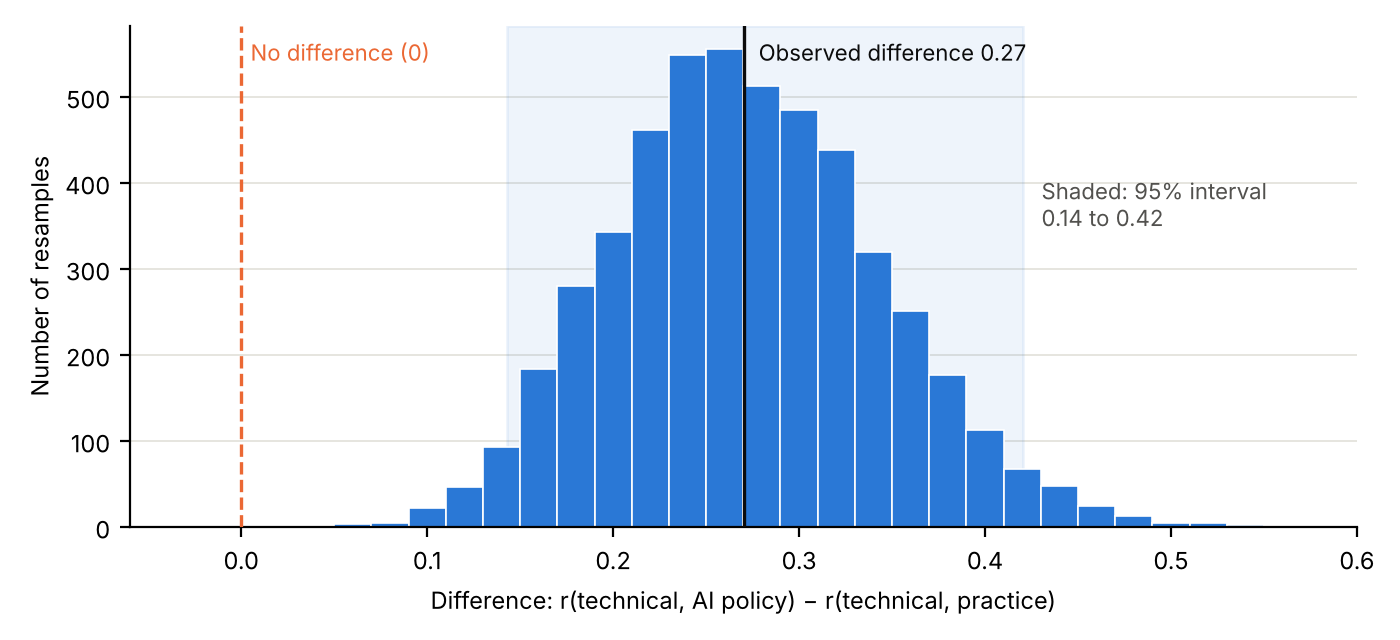 No difference (0)
Observed difference 0.27
Shaded: 95% interval
0.14 to 0.42
Number of resamples
500
400
300
200
100
0
0.0
0.1
0.2
0.3
0.4
0.5
0.6
Difference: r(technical, AI policy) − r(technical, practice)